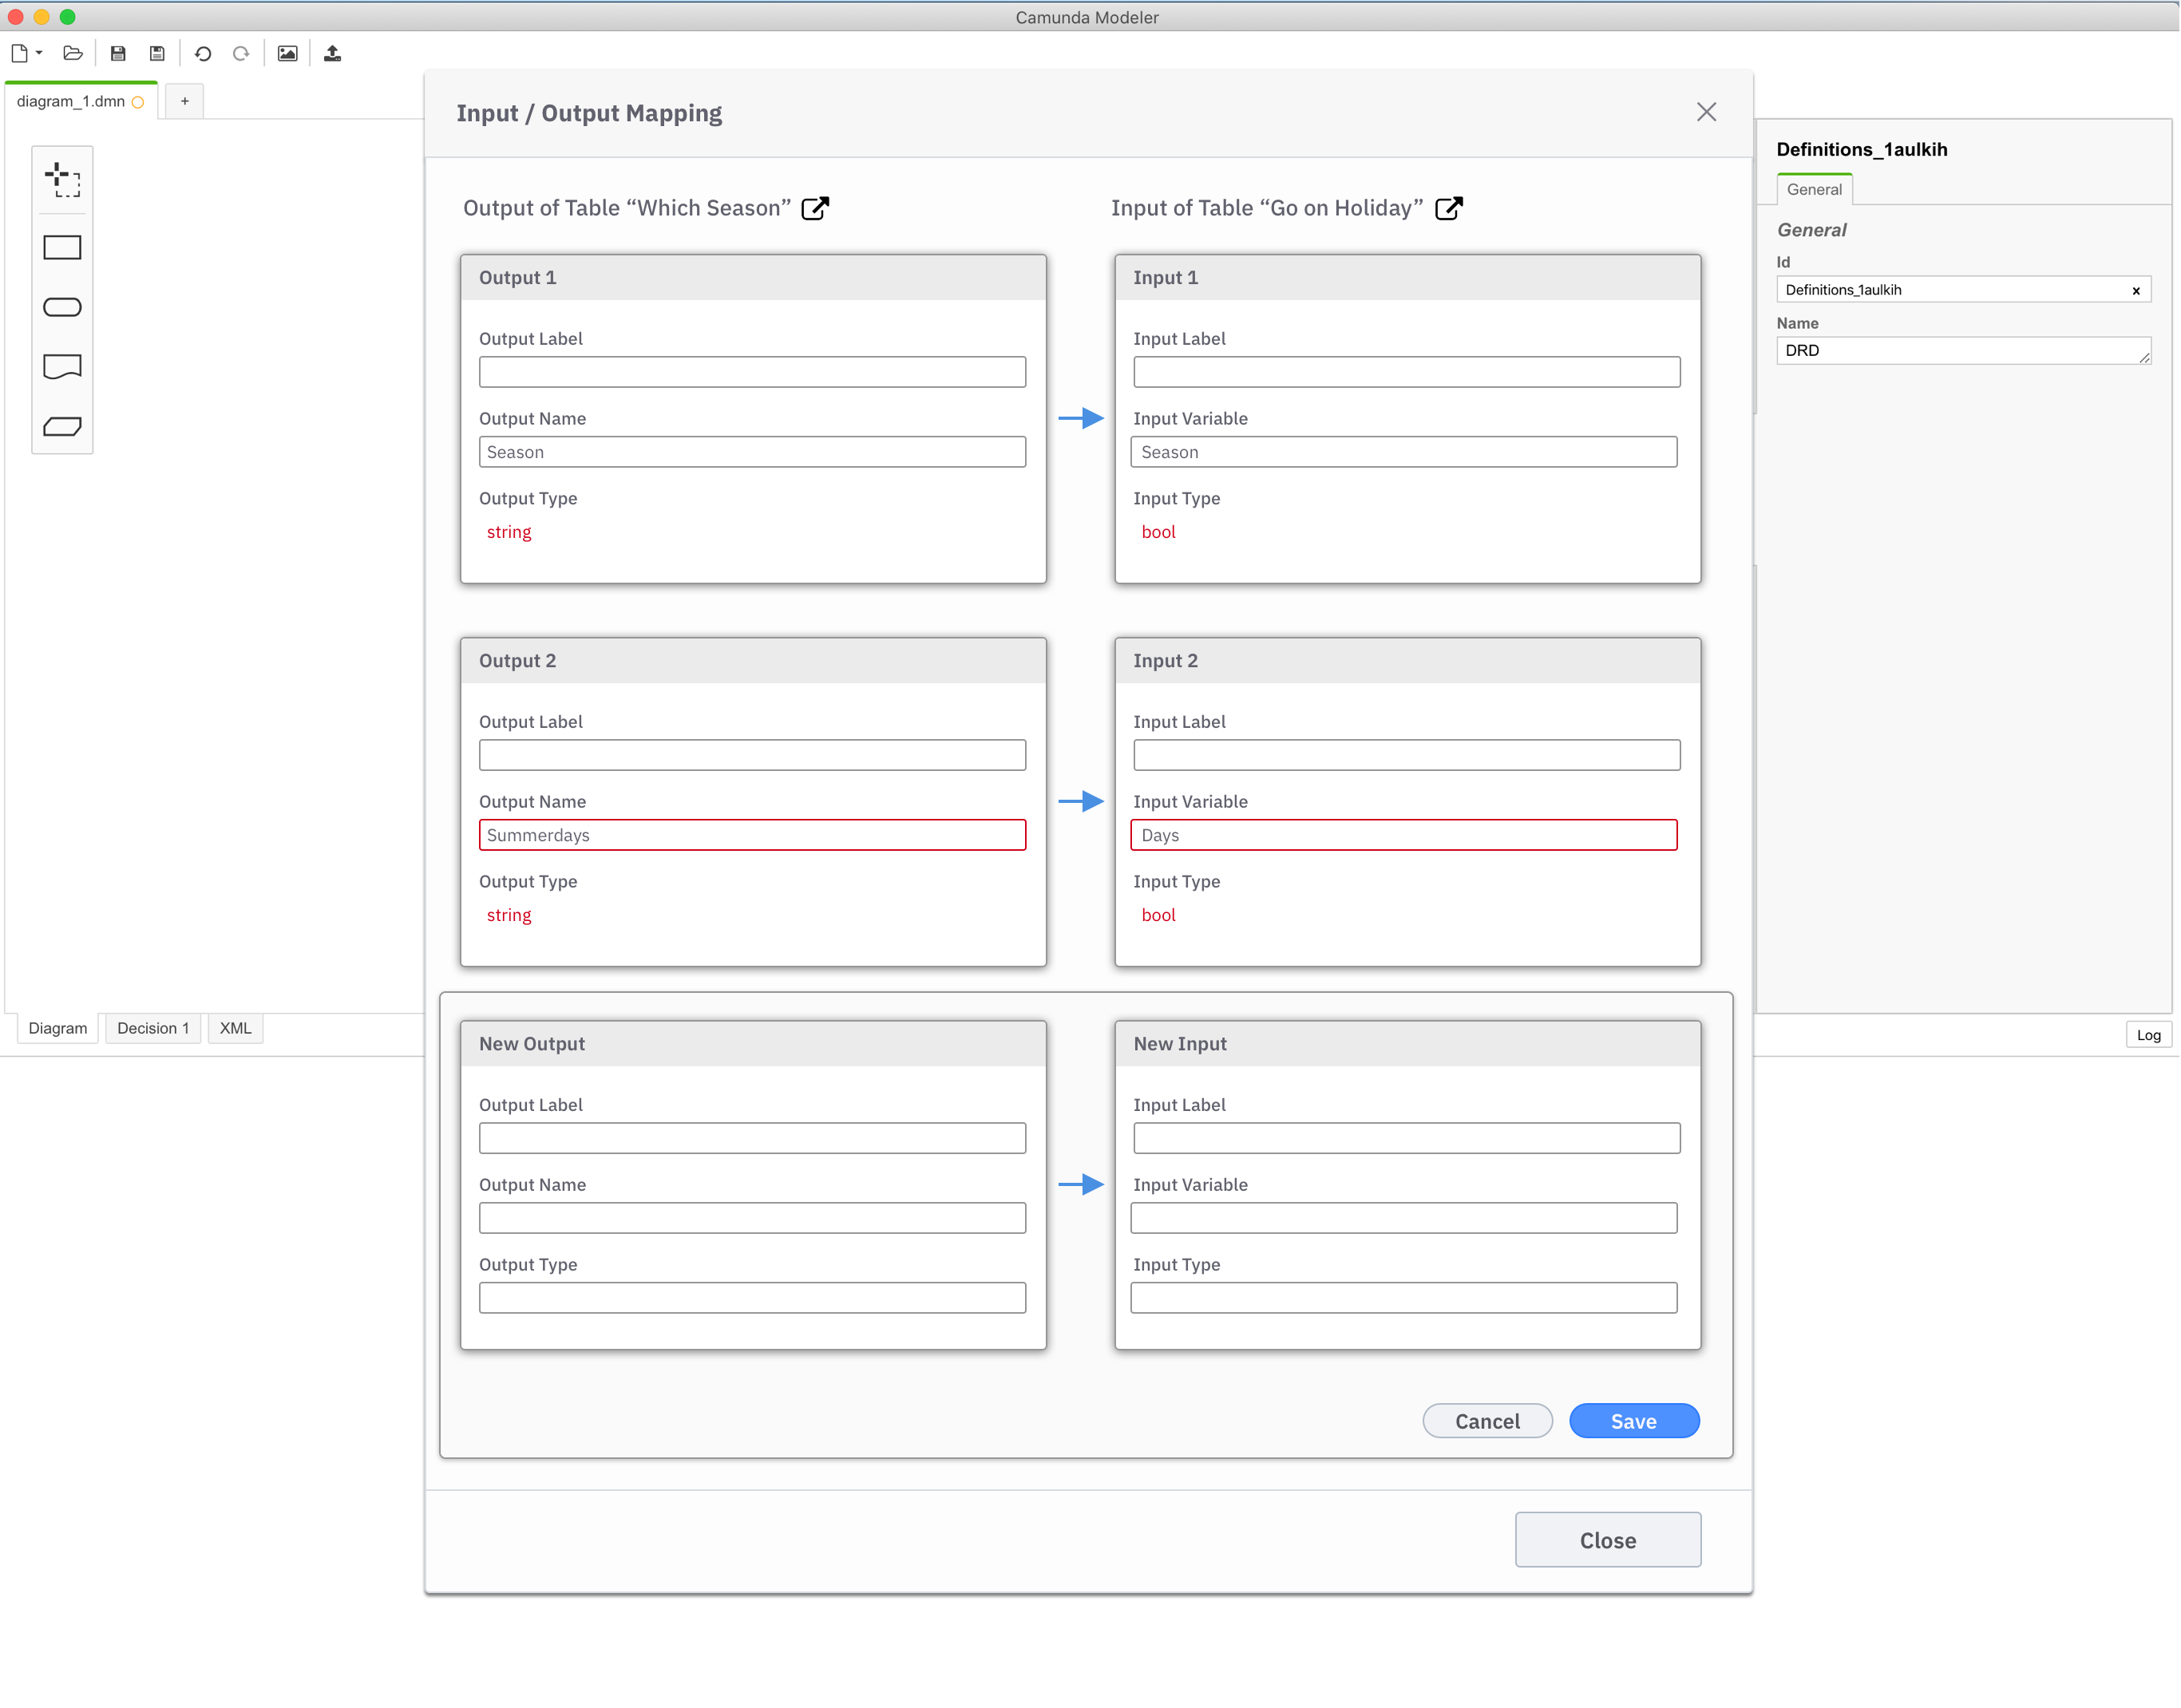 Camunda Modeler
diagram_1.dmn
+
Input / Output Mapping
Output of Table “Which Season”
Input of Table “Go on Holiday”
Output 1
Output Label
Output Name
Season
Output Type
string
Input 1
Input Label
Input Variable
Season
Input Type
bool
Output 2
Output Label
Output Name
Summerdays
Output Type
string
Input 2
Input Label
Input Variable
Days
Input Type
bool
New Output
Output Label
Output Name
Output Type
New Input
Input Label
Input Variable
Input Type
Cancel
Save
Close
Definitions_1aulkih
General
General
Id
Definitions_1aulkih
x
Name
DRD
Diagram
Decision 1
XML
Log